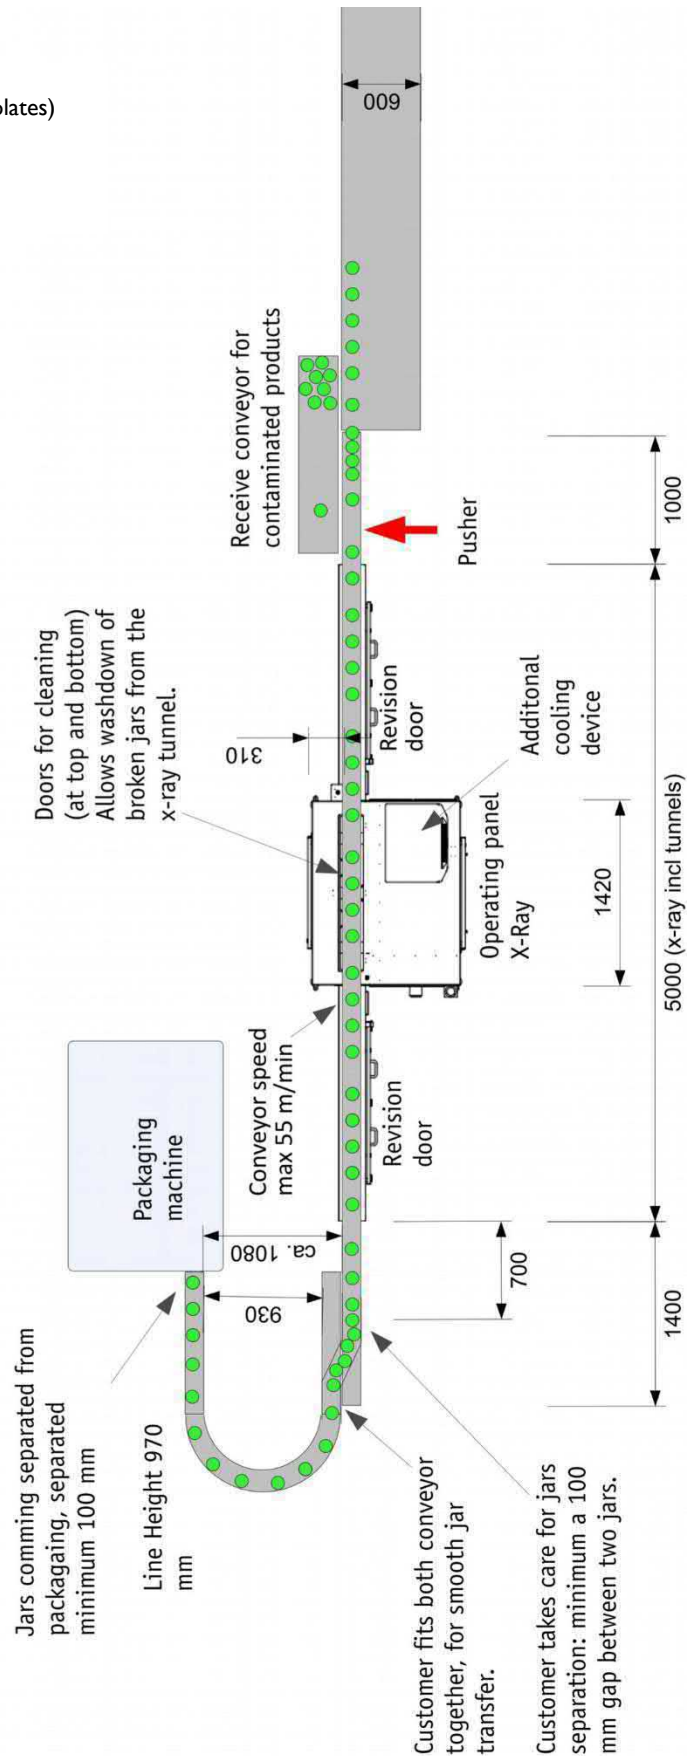 plates)
600
Receive conveyor for
contaminated products
Pusher
1000
Doors for cleaning
(at top and bottom)
Allows washdown of
broken jars from the
x-ray tunnel.
310
Revision
door
Additonal
cooling
device
Operating panel
X-Ray
1420
5000 (x-ray incl tunnels)
Conveyor speed
max 55 m/min
Revision
door
Packaging
machine
ca. 1080
930
700
1400
Jars comming separated from
packagaing, separated
minimum 100 mm
Line Height 970
mm
Customer fits both conveyor
together, for smooth jar
transfer.
Customer takes care for jars
separation: minimum a 100
mm gap between two jars.